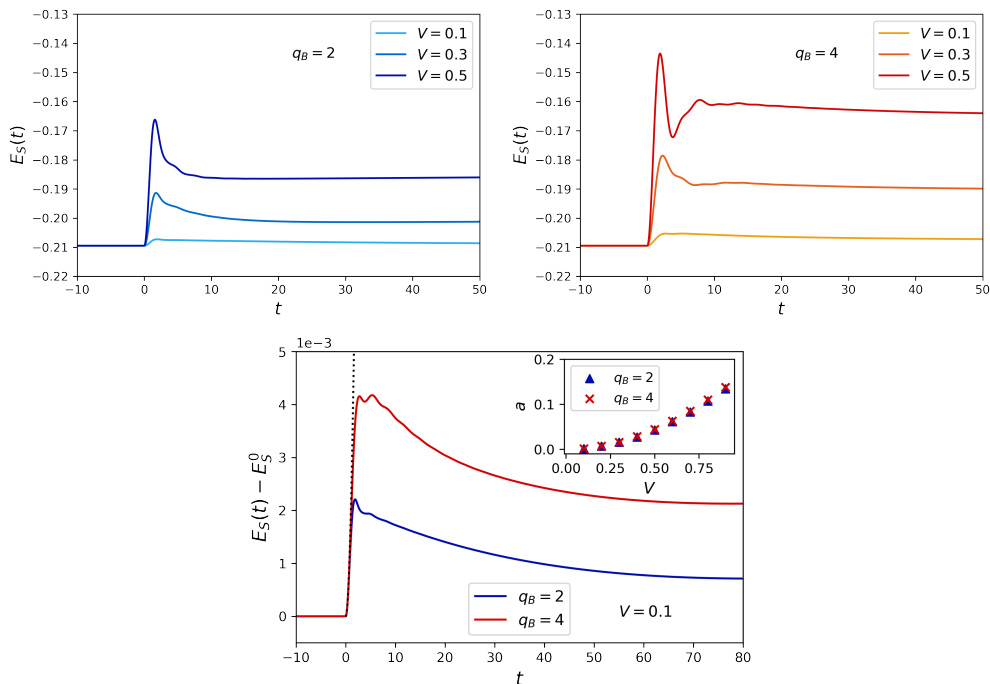 −0.13
−0.14
−0.15
−0.16
−0.17
−0.18
−0.19
−0.20
−0.21
−0.22
E_S(t)
q_B = 2
V = 0.1
V = 0.3
V = 0.5
−10 0 10 20 30 40 50
t
−0.13
−0.14
−0.15
−0.16
−0.17
−0.18
−0.19
−0.20
−0.21
−0.22
E_S(t)
q_B = 4
V = 0.1
V = 0.3
V = 0.5
−10 0 10 20 30 40 50
t
1e−3
5
4
3
2
1
0
E_S(t) − E_S^0
0.2
0.1
0.0
a
q_B = 2
q_B = 4
0.00 0.25 0.50 0.75
V
q_B = 2
q_B = 4
V = 0.1
−10 0 10 20 30 40 50 60 70 80
t